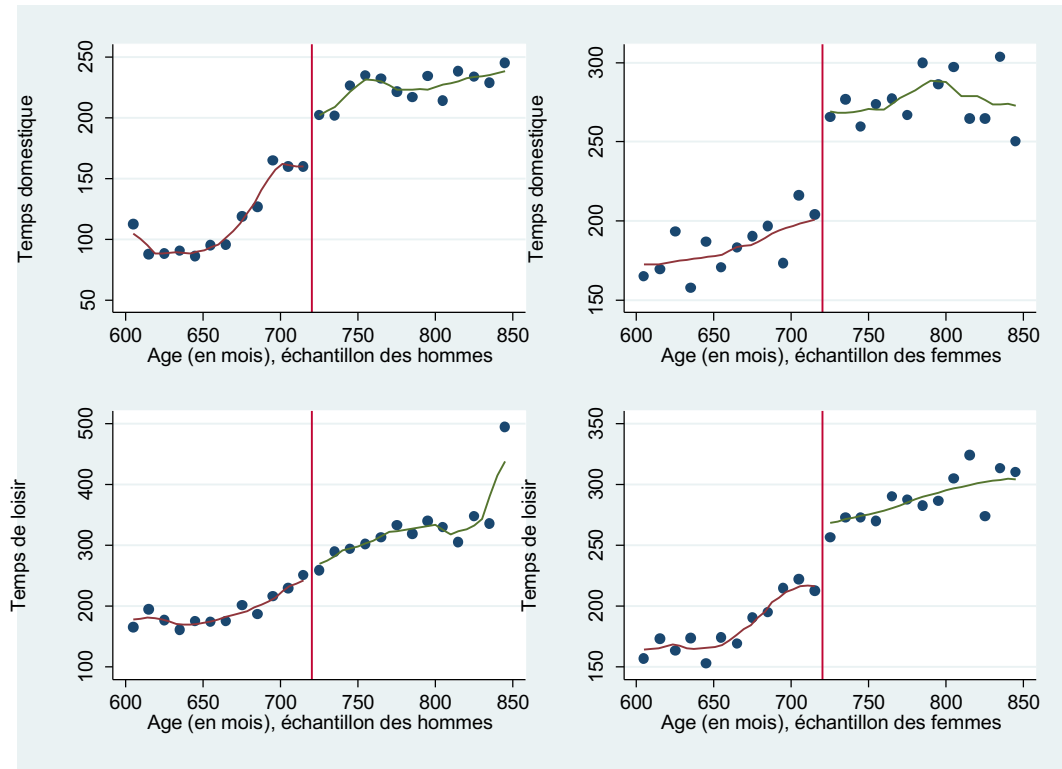 Temps domestique
250
200
150
100
50
600 650 700 750 800 850
Age (en mois), échantillon des hommes
Temps domestique
300
250
200
150
600 650 700 750 800 850
Age (en mois), échantillon des femmes
Temps de loisir
500
400
300
200
100
600 650 700 750 800 850
Age (en mois), échantillon des hommes
Temps de loisir
350
300
250
200
150
600 650 700 750 800 850
Age (en mois), échantillon des femmes